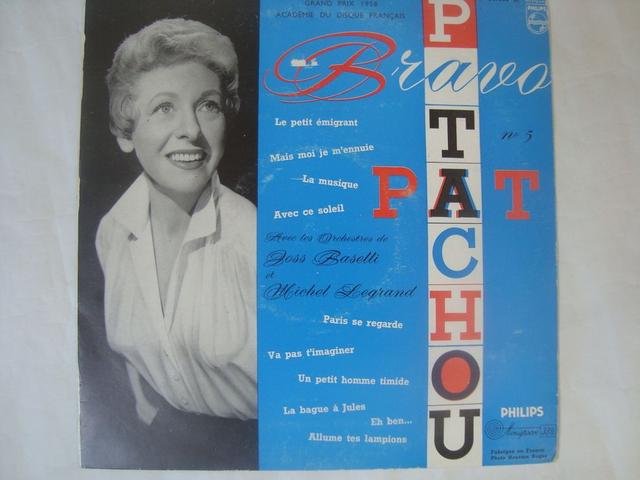 GRAND PRIX 1958
ACADÉMIE DU DISQUE FRANÇAIS
PHILIPS
Bravo
PATACHOU
PAT
n° 5
Le petit émigrant
Mais moi je m'ennuie
La musique
Avec ce soleil
Avec les Orchestres de
Joss Baselli
et
Michel Legrand
Paris se regarde
Va pas t'imaginer
Un petit homme timide
La bague à Jules
Eh ben...
Allume tes lampions
PHILIPS
Fabriqué en France